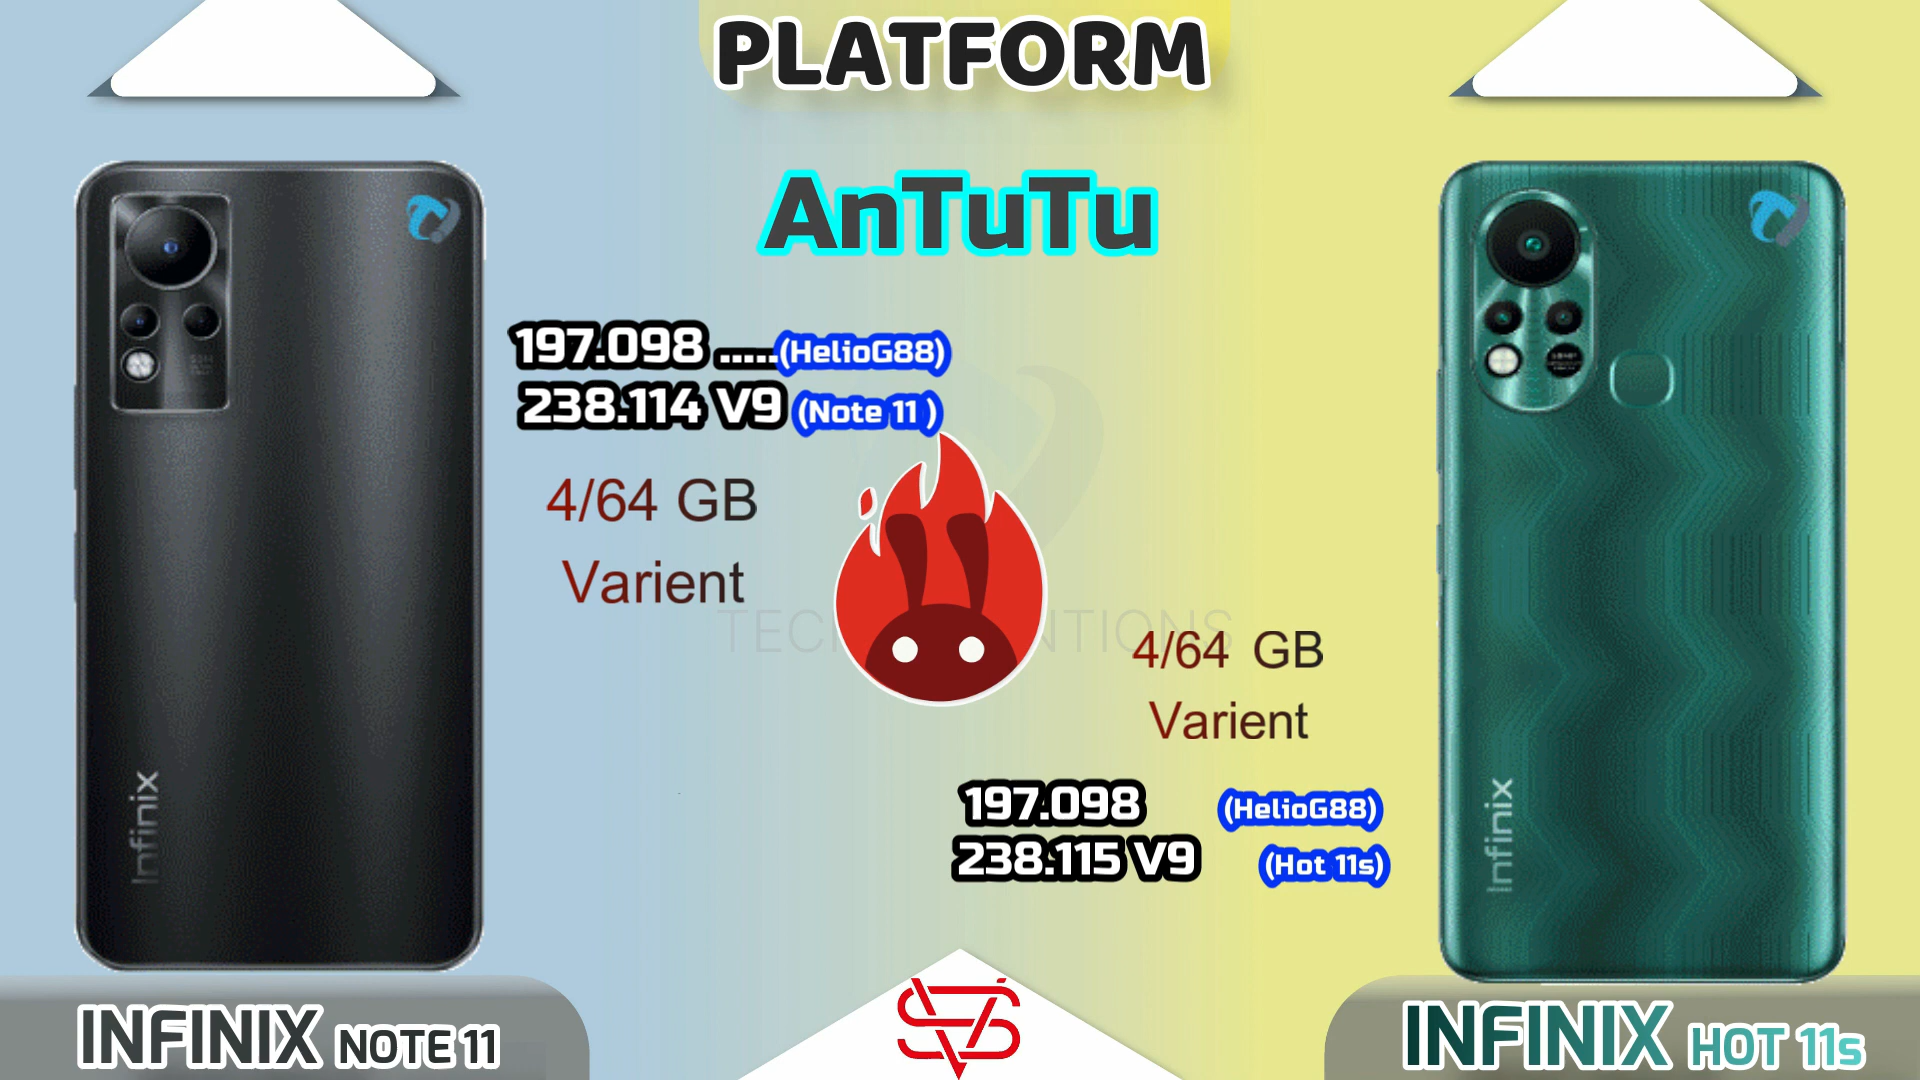 PLATFORM
AnTuTu
197.098 .....(HelioG88)
238.114 V9 (Note 11 )
4/64 GB
Varient
4/64 GB
Varient
197.098 (HelioG88)
238.115 V9 (Hot 11s)
Infinix
Infinix
INFINIX NOTE 11
VS
INFINIX HOT 11s